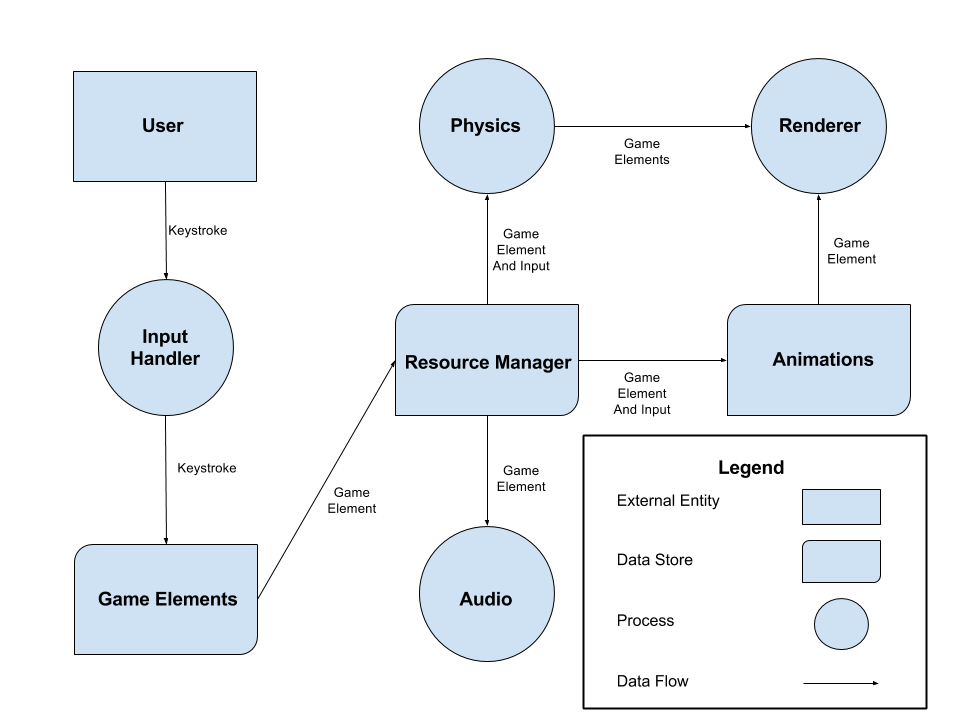 User
Physics
Renderer
Game
Elements
Keystroke
Game
Element
And Input
Game
Element
Input
Handler
Resource Manager
Animations
Game
Element
And Input
Keystroke
Game
Element
Game
Element
Game Elements
Audio
Legend
External Entity
Data Store
Process
Data Flow